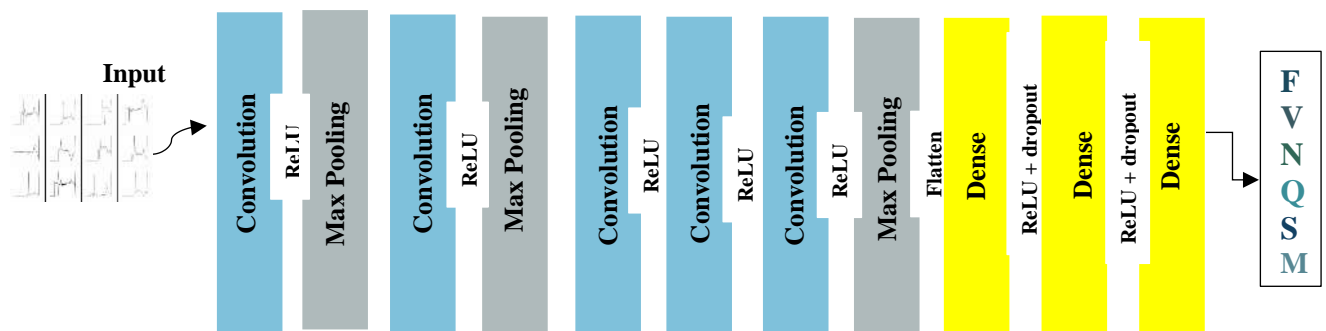 Input
Convolution
ReLU
Max Pooling
Convolution
ReLU
Max Pooling
Convolution
ReLU
Convolution
ReLU
Convolution
ReLU
Max Pooling
Flatten
Dense
ReLU + dropout
Dense
ReLU + dropout
Dense
F
V
N
Q
S
M